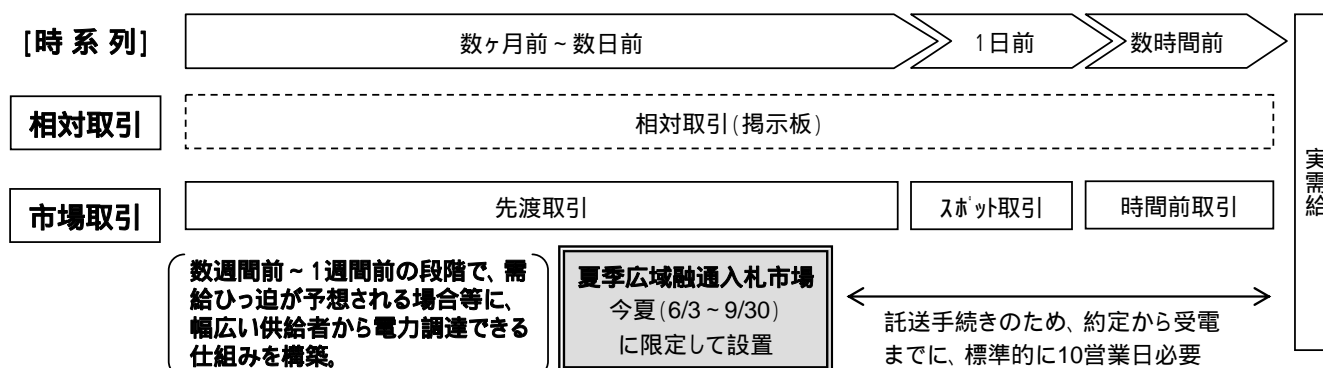 [時系列]
数ヶ月前~数日前
1日前
数時間前
相対取引
相対取引(掲示板)
市場取引
先渡取引
スポット取引
時間前取引
実需給
数週間前~1週間前の段階で、需
給ひっ迫が予想される場合等に、
幅広い供給者から電力調達できる
仕組みを構築。
夏季広域融通入札市場
今夏(6/3~9/30)
に限定して設置
託送手続きのため、約定から受電
までに、標準的に10営業日必要